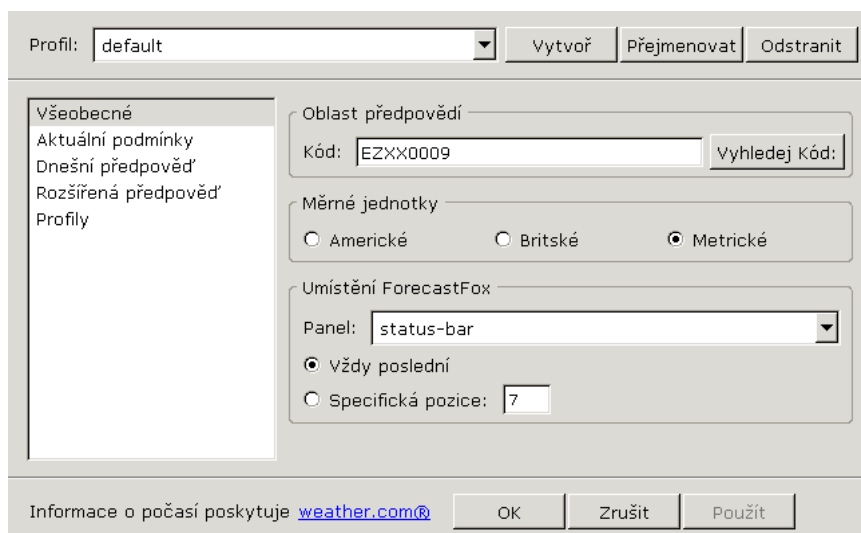 Profil: default Vytvoř Přejmenovat Odstranit
Všeobecné
Aktuální podmínky
Dnešní předpověď
Rozšířená předpověď
Profily
Oblast předpovědí
Kód: EZXX0009 Vyhledej Kód:
Měrné jednotky
Americké Britské Metrické
Umístění ForecastFox
Panel: status-bar
Vždy poslední
Specifická pozice: 7
Informace o počasí poskytuje weather.com® OK Zrušit Použít